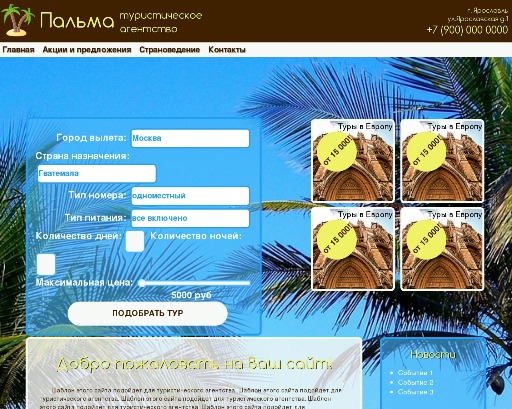 Пальма туристическое
агентство
г. Ярославль
ул.Ярославская д.1
+7 (900) 000 0000
Главная Акции и предложения Страноведение Контакты
Город вылета: Москва
Страна назначения:
Гватемала
Тип номера: одноместный
Тип питания: все включено
Количество дней: Количество ночей:
Максимальная цена:
5000 руб
ПОДОБРАТЬ ТУР
Туры в Европу
от 15 000!
Туры в Европу
от 15 000!
Туры в Европу
от 15 000!
Туры в Европу
от 15 000!
Добро пожаловать на ваш сайт!
Шаблон этого сайта подойдет для туристического агентства. Шаблон этого сайта подойдет для
туристического агентства. Шаблон этого сайта подойдет для туристического агентства. Шаблон
этого сайта подойдет для туристического агентства. Шаблон этого сайта подойдет для
Новости
Событие 1
Событие 2
Событие 3